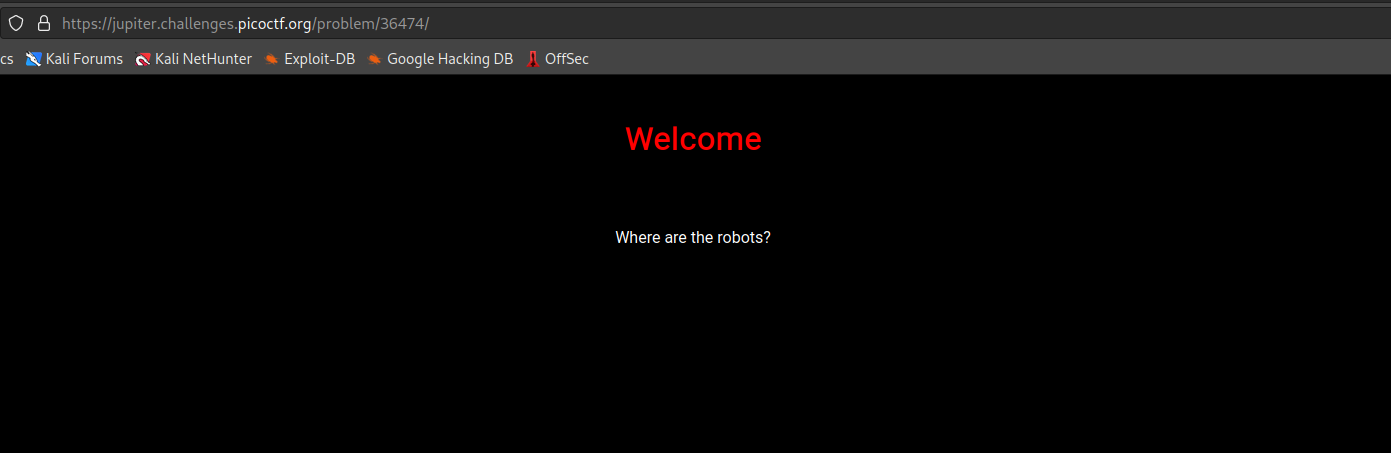 https://jupiter.challenges.picoctf.org/problem/36474/
cs Kali Forums Kali NetHunter Exploit-DB Google Hacking DB OffSec
Welcome
Where are the robots?